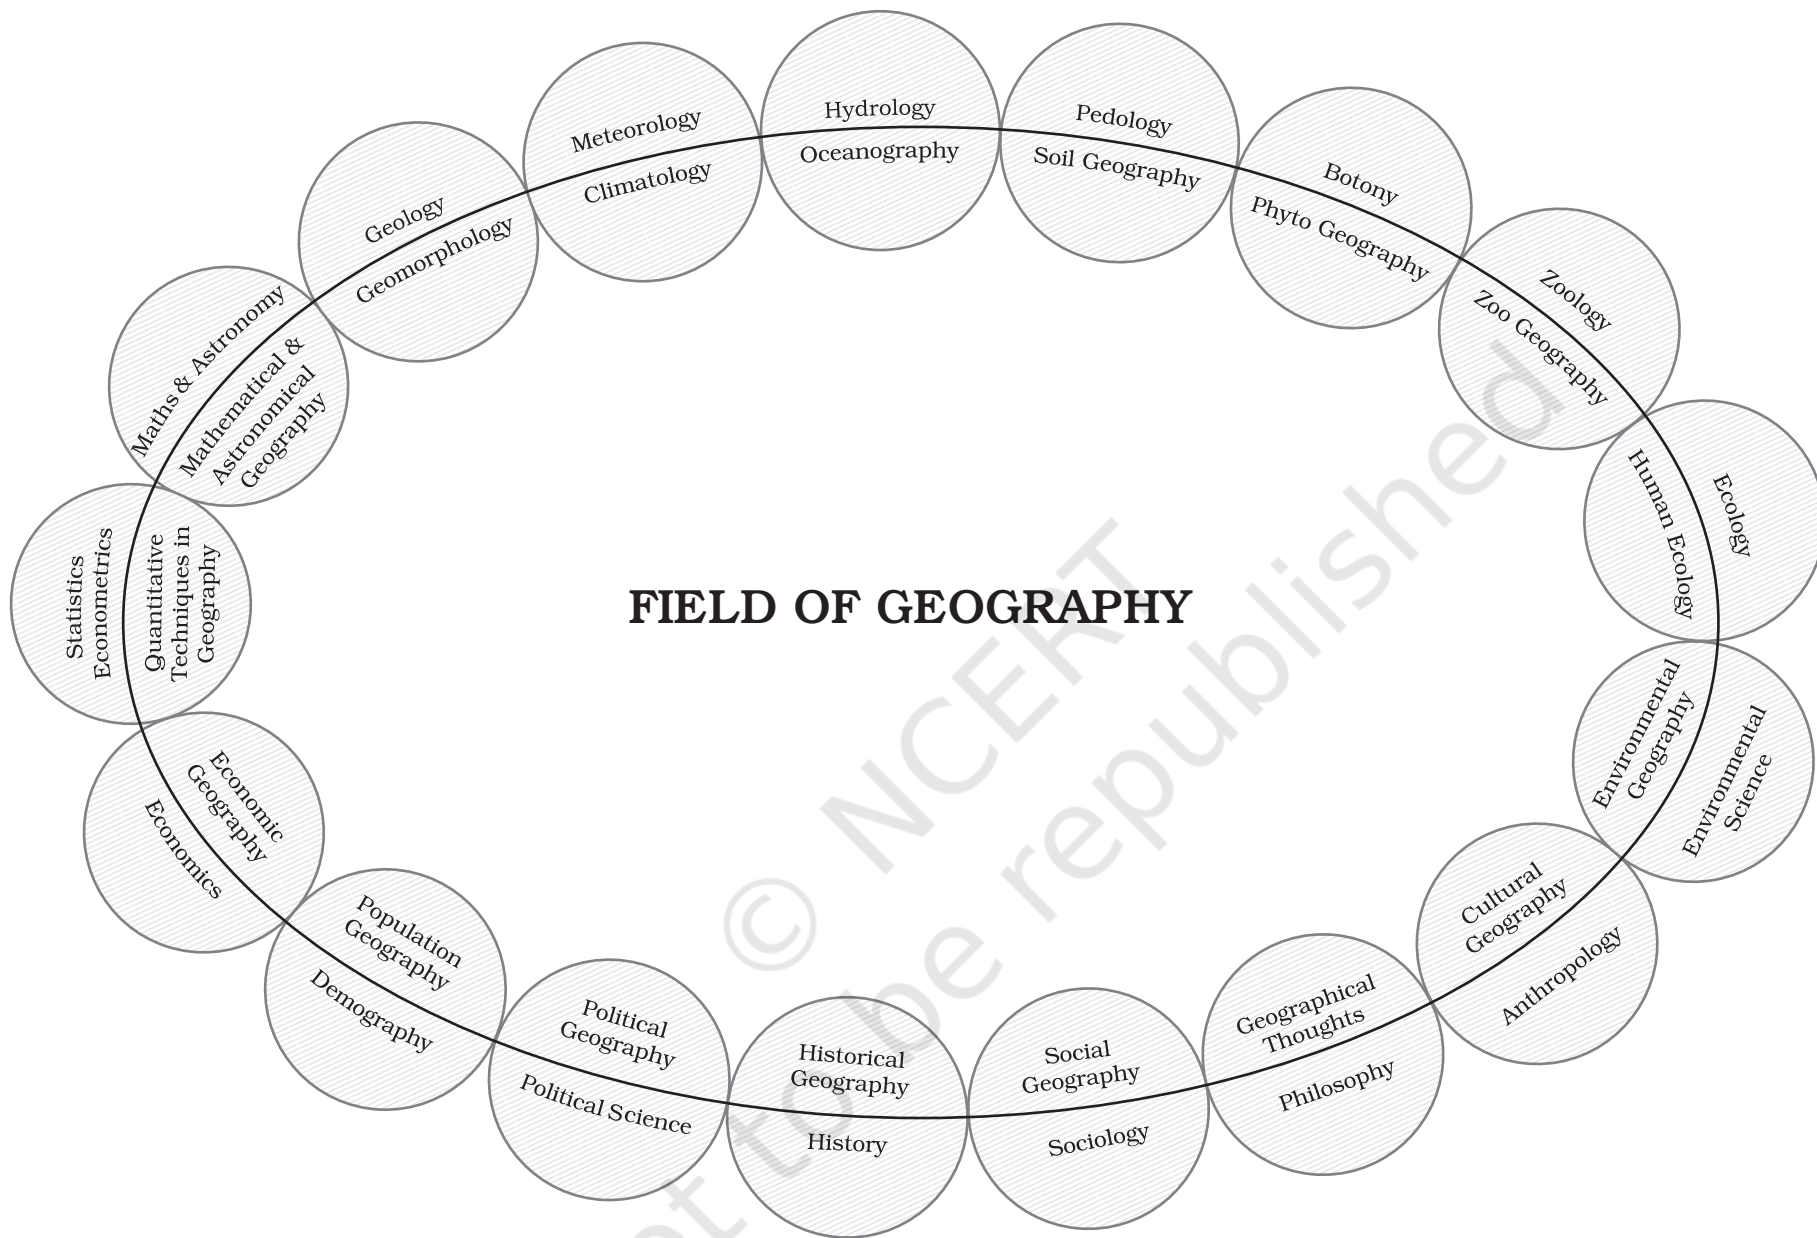 Hydrology
Oceanography
Pedology
Soil Geography
Botony
Phyto Geography
Zoology
Zoo Geography
Ecology
Human Ecology
Environmental
Geography
Environmental
Science
Cultural
Geography
Anthropology
Geographical
Thoughts
Philosophy
Social
Geography
Sociology
Historical
Geography
History
Political
Geography
Political Science
Population
Geography
Demography
Economic
Geography
Economics
Statistics
Econometrics
Quantitative
Techniques in
Geography
Maths & Astronomy
Mathematical &
Astronomical
Geography
Geology
Geomorphology
Meteorology
Climatology
FIELD OF GEOGRAPHY
© NCERT
to be republished